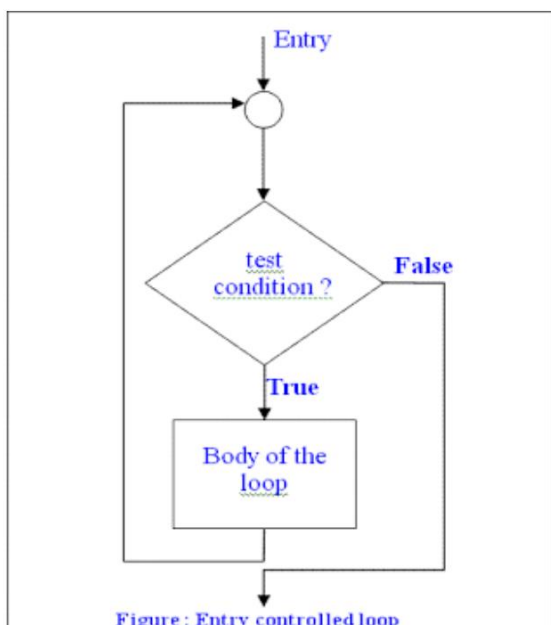 Entry
test
condition ?
False
True
Body of the
loop
Figure : Entry controlled loop